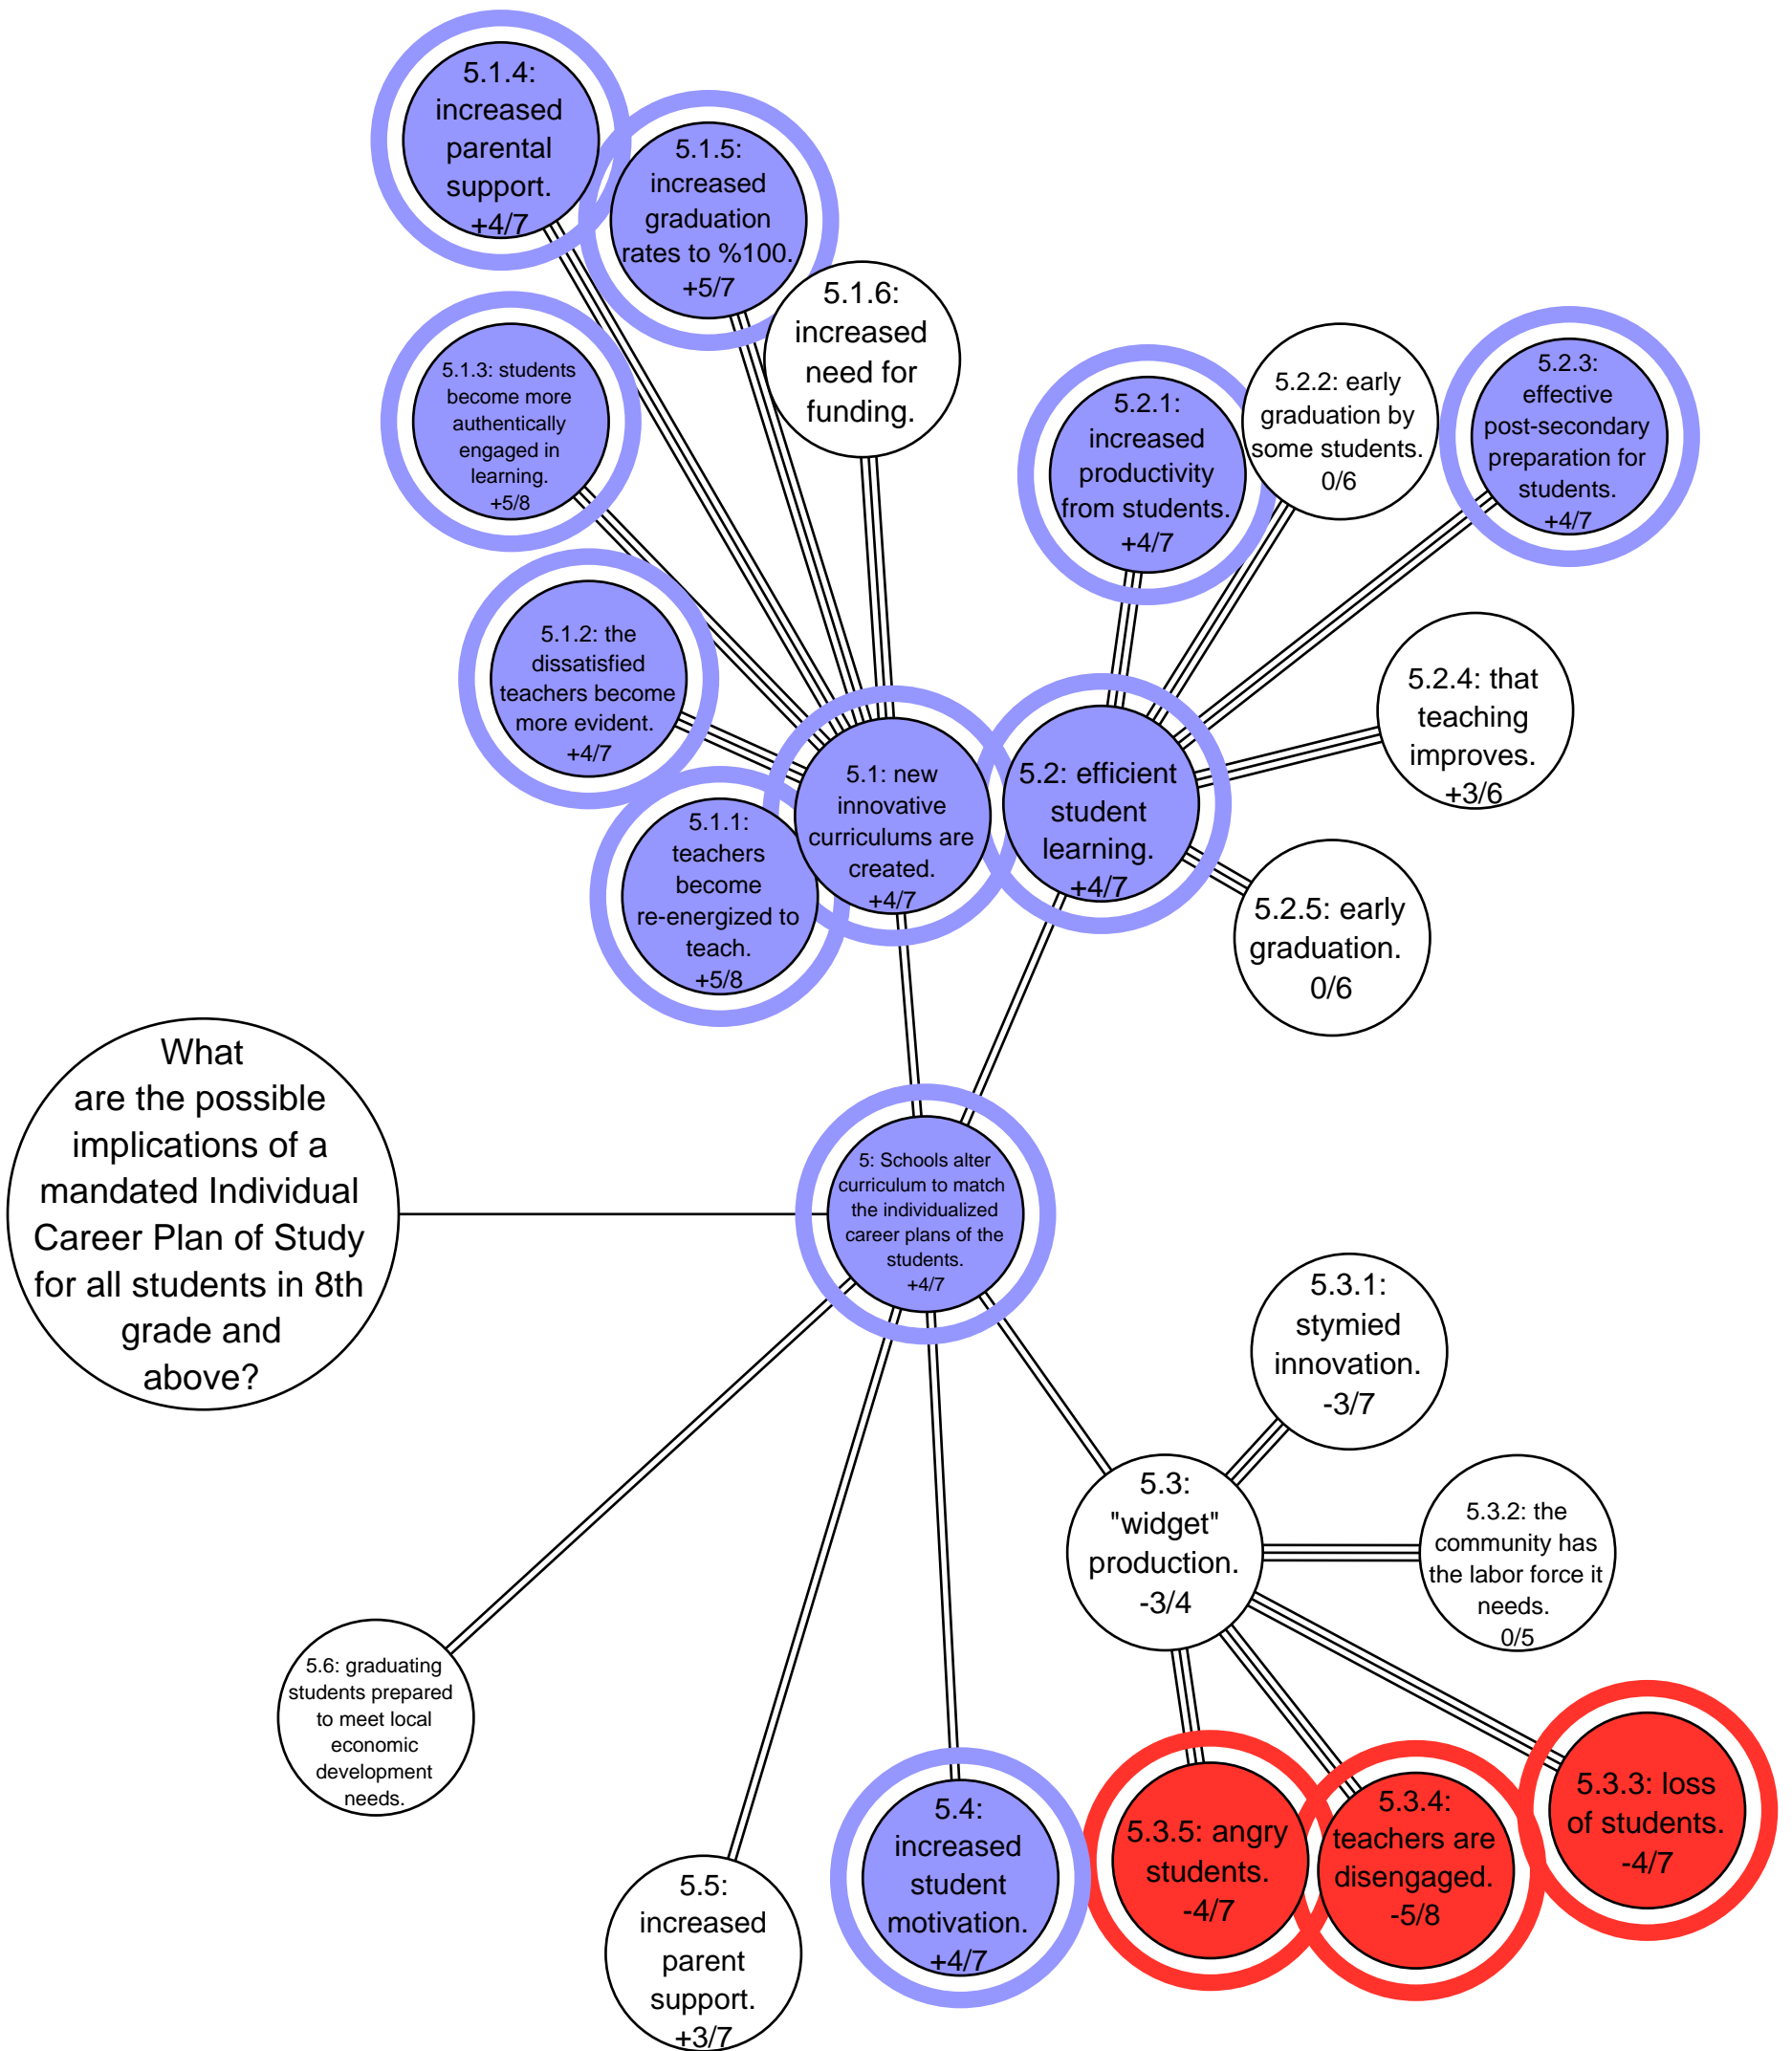 5.1.4:
increased
parental
support.
+4/7
5.1.5:
increased
graduation
rates to %100.
+5/7
5.1.6:
increased
need for
funding.
5.1.3: students
become more
authentically
engaged in
learning.
+5/8
5.2.1:
increased
productivity
from students.
+4/7
5.2.2: early
graduation by
some students.
0/6
5.2.3:
effective
post-secondary
preparation for
students.
+4/7
5.1.2: the
dissatisfied
teachers become
more evident.
+4/7
5.2.4: that
teaching
improves.
+3/6
5.1.1:
teachers
become
re-energized to
teach.
+5/8
5.1: new
innovative
curriculums are
created.
+4/7
5.2: efficient
student
learning.
+4/7
5.2.5: early
graduation.
0/6
What
are the possible
implications of a
mandated Individual
Career Plan of Study
for all students in 8th
grade and
above?
5: Schools alter
curriculum to match
the individualized
career plans of the
students.
+4/7
5.3.1:
stymied
innovation.
-3/7
5.3:
"widget"
production.
-3/4
5.3.2: the
community has
the labor force it
needs.
0/5
5.6: graduating
students prepared
to meet local
economic
development
needs.
5.5:
increased
parent
support.
+3/7
5.4:
increased
student
motivation.
+4/7
5.3.5: angry
students.
-4/7
5.3.4:
teachers are
disengaged.
-5/8
5.3.3: loss
of students.
-4/7